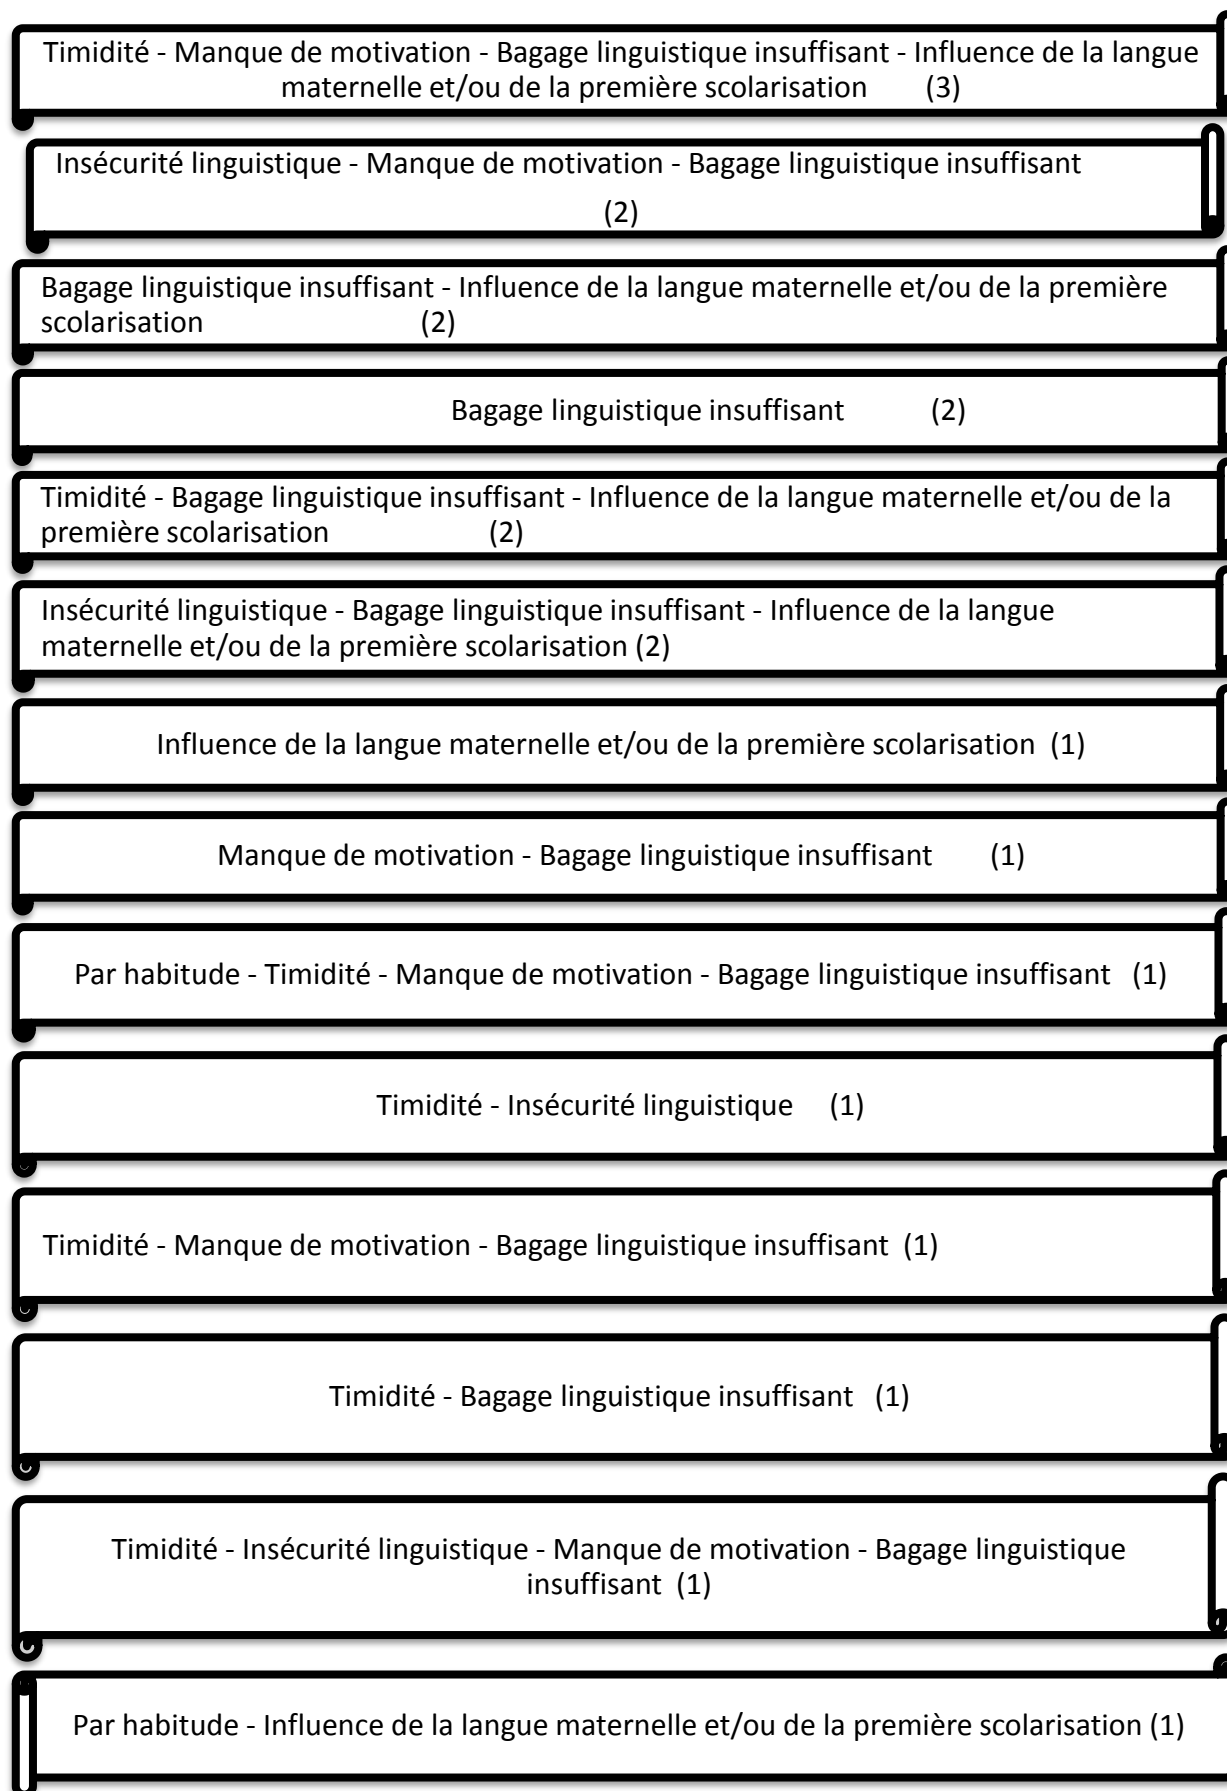 Timidité - Manque de motivation - Bagage linguistique insuffisant - Influence de la langue
maternelle et/ou de la première scolarisation (3)
Insécurité linguistique - Manque de motivation - Bagage linguistique insuffisant
(2)
Bagage linguistique insuffisant - Influence de la langue maternelle et/ou de la première
scolarisation (2)
Bagage linguistique insuffisant (2)
Timidité - Bagage linguistique insuffisant - Influence de la langue maternelle et/ou de la
première scolarisation (2)
Insécurité linguistique - Bagage linguistique insuffisant - Influence de la langue
maternelle et/ou de la première scolarisation (2)
Influence de la langue maternelle et/ou de la première scolarisation (1)
Manque de motivation - Bagage linguistique insuffisant (1)
Par habitude - Timidité - Manque de motivation - Bagage linguistique insuffisant (1)
Timidité - Insécurité linguistique (1)
Timidité - Manque de motivation - Bagage linguistique insuffisant (1)
Timidité - Bagage linguistique insuffisant (1)
Timidité - Insécurité linguistique - Manque de motivation - Bagage linguistique
insuffisant (1)
Par habitude - Influence de la langue maternelle et/ou de la première scolarisation (1)